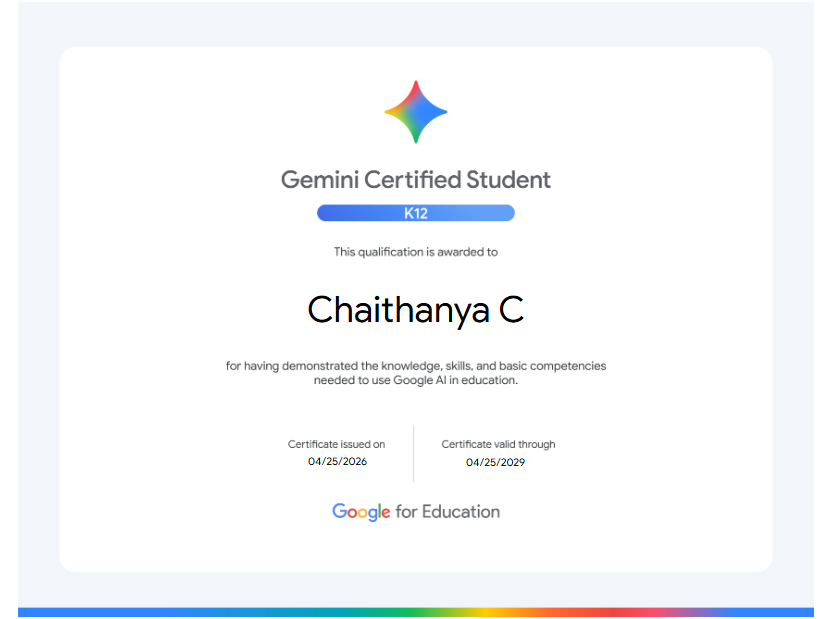 Gemini Certified Student
K12
This qualification is awarded to
Chaithanya C
for having demonstrated the knowledge, skills, and basic competencies
needed to use Google AI in education.
Certificate issued on
04/25/2026
Certificate valid through
04/25/2029
Google for Education